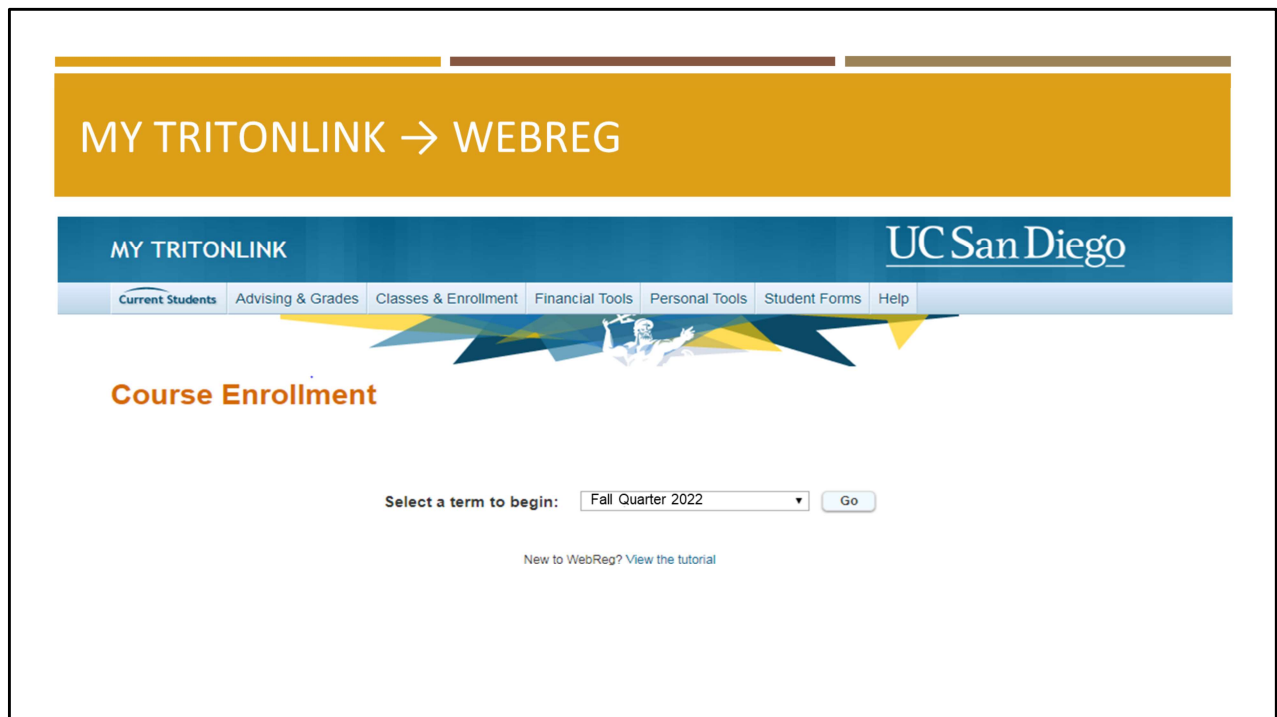 MY TRITONLINK → WEBREG
MY TRITONLINK
UC San Diego
Current Students Advising & Grades Classes & Enrollment Financial Tools Personal Tools Student Forms Help
Course Enrollment
Select a term to begin: Fall Quarter 2022 Go
New to WebReg? View the tutorial